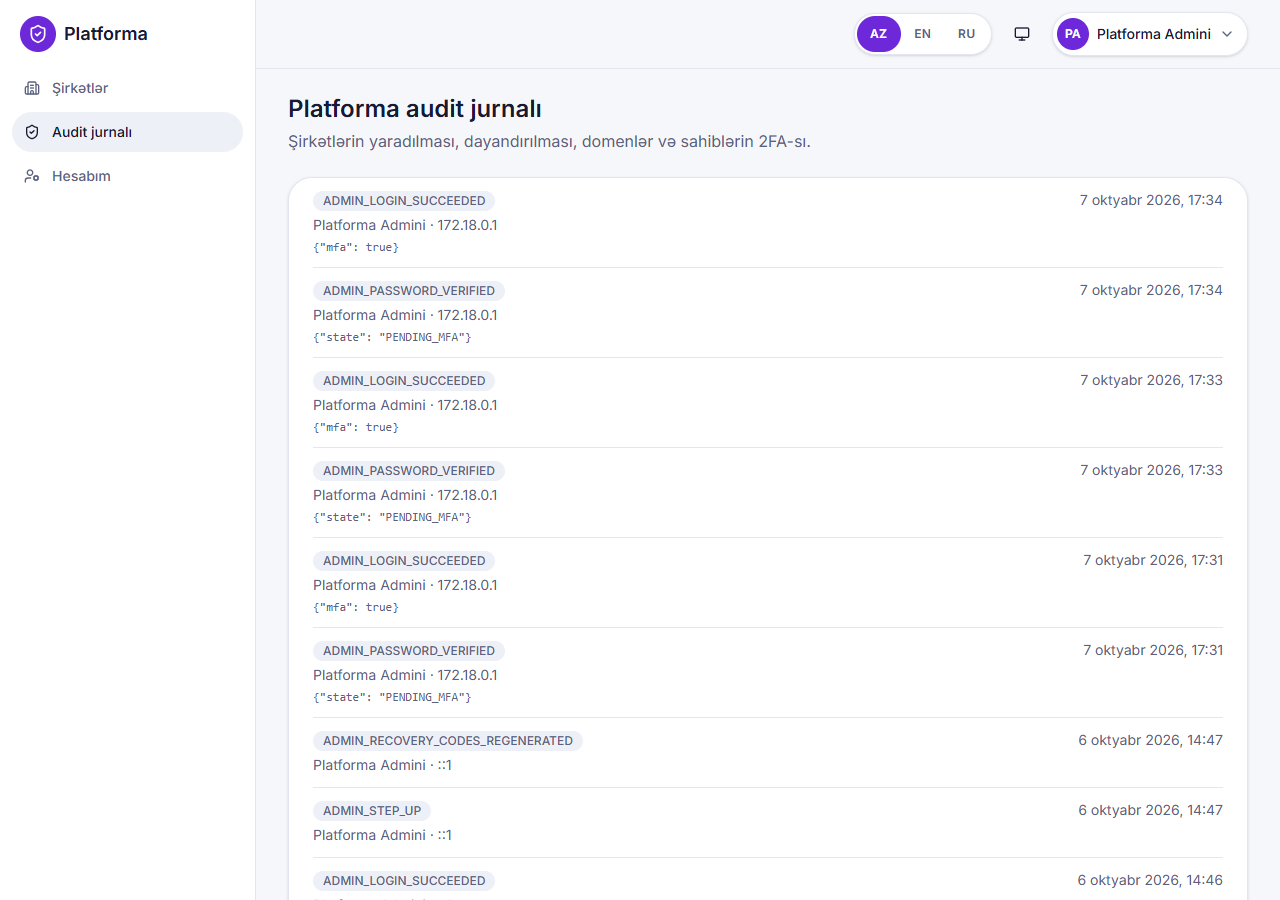 Platforma
AZ EN RU
PA Platforma Admini
Şirkətlər
Audit jurnalı
Hesabım
Platforma audit jurnalı
Şirkətlərin yaradılması, dayandırılması, domenlər və sahiblərin 2FA-sı.
ADMIN_LOGIN_SUCCEEDED 7 oktyabr 2026, 17:34
Platforma Admini · 172.18.0.1
{"mfa": true}
ADMIN_PASSWORD_VERIFIED 7 oktyabr 2026, 17:34
Platforma Admini · 172.18.0.1
{"state": "PENDING_MFA"}
ADMIN_LOGIN_SUCCEEDED 7 oktyabr 2026, 17:33
Platforma Admini · 172.18.0.1
{"mfa": true}
ADMIN_PASSWORD_VERIFIED 7 oktyabr 2026, 17:33
Platforma Admini · 172.18.0.1
{"state": "PENDING_MFA"}
ADMIN_LOGIN_SUCCEEDED 7 oktyabr 2026, 17:31
Platforma Admini · 172.18.0.1
{"mfa": true}
ADMIN_PASSWORD_VERIFIED 7 oktyabr 2026, 17:31
Platforma Admini · 172.18.0.1
{"state": "PENDING_MFA"}
ADMIN_RECOVERY_CODES_REGENERATED 6 oktyabr 2026, 14:47
Platforma Admini · ::1
ADMIN_STEP_UP 6 oktyabr 2026, 14:47
Platforma Admini · ::1
ADMIN_LOGIN_SUCCEEDED 6 oktyabr 2026, 14:46